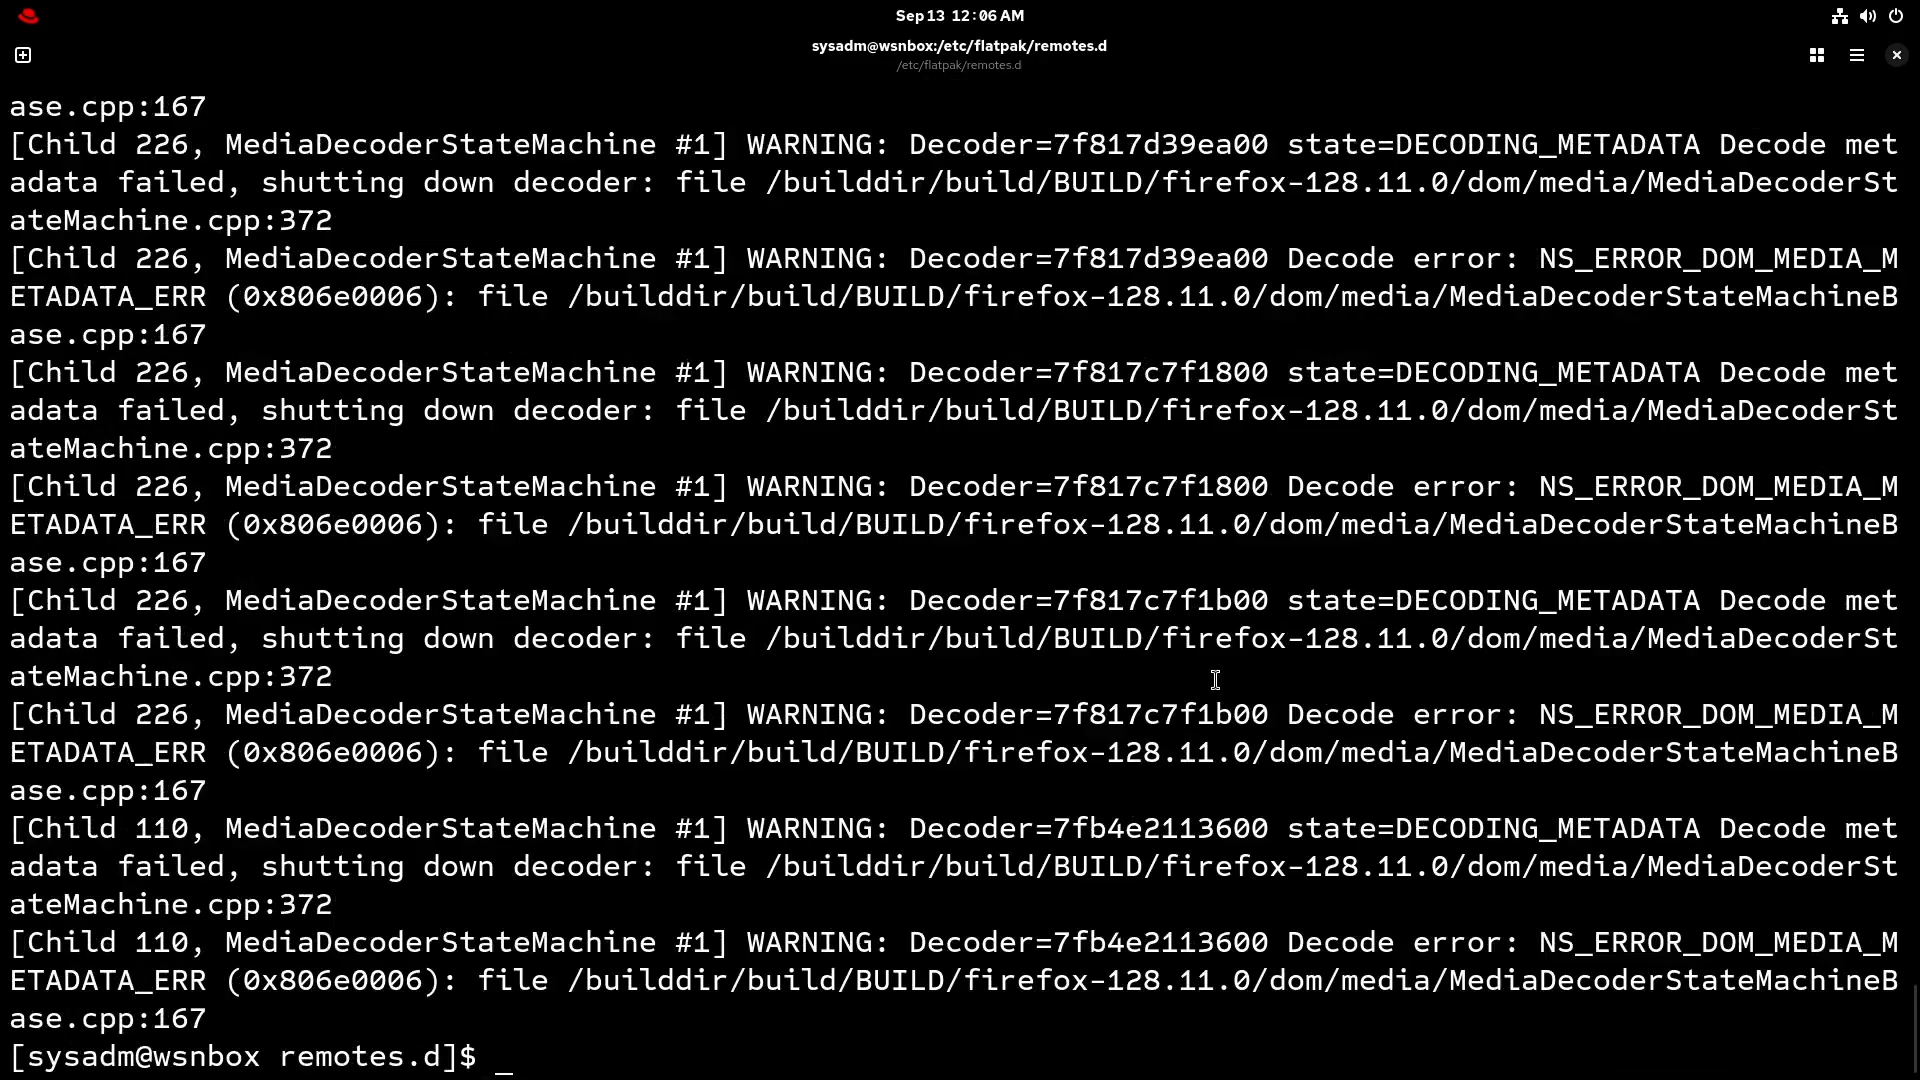 Sep 13 12:06 AM
sysadm@wsnbox:/etc/flatpak/remotes.d
/etc/flatpak/remotes.d
ase.cpp:167
[Child 226, MediaDecoderStateMachine #1] WARNING: Decoder=7f817d39ea00 state=DECODING_METADATA Decode met
adata failed, shutting down decoder: file /builddir/build/BUILD/firefox-128.11.0/dom/media/MediaDecoderSt
ateMachine.cpp:372
[Child 226, MediaDecoderStateMachine #1] WARNING: Decoder=7f817d39ea00 Decode error: NS_ERROR_DOM_MEDIA_M
ETADATA_ERR (0x806e0006): file /builddir/build/BUILD/firefox-128.11.0/dom/media/MediaDecoderStateMachineB
ase.cpp:167
[Child 226, MediaDecoderStateMachine #1] WARNING: Decoder=7f817c7f1800 state=DECODING_METADATA Decode met
adata failed, shutting down decoder: file /builddir/build/BUILD/firefox-128.11.0/dom/media/MediaDecoderSt
ateMachine.cpp:372
[Child 226, MediaDecoderStateMachine #1] WARNING: Decoder=7f817c7f1800 Decode error: NS_ERROR_DOM_MEDIA_M
ETADATA_ERR (0x806e0006): file /builddir/build/BUILD/firefox-128.11.0/dom/media/MediaDecoderStateMachineB
ase.cpp:167
[Child 226, MediaDecoderStateMachine #1] WARNING: Decoder=7f817c7f1b00 state=DECODING_METADATA Decode met
adata failed, shutting down decoder: file /builddir/build/BUILD/firefox-128.11.0/dom/media/MediaDecoderSt
ateMachine.cpp:372
[Child 226, MediaDecoderStateMachine #1] WARNING: Decoder=7f817c7f1b00 Decode error: NS_ERROR_DOM_MEDIA_M
ETADATA_ERR (0x806e0006): file /builddir/build/BUILD/firefox-128.11.0/dom/media/MediaDecoderStateMachineB
ase.cpp:167
[Child 110, MediaDecoderStateMachine #1] WARNING: Decoder=7fb4e2113600 state=DECODING_METADATA Decode met
adata failed, shutting down decoder: file /builddir/build/BUILD/firefox-128.11.0/dom/media/MediaDecoderSt
ateMachine.cpp:372
[Child 110, MediaDecoderStateMachine #1] WARNING: Decoder=7fb4e2113600 Decode error: NS_ERROR_DOM_MEDIA_M
ETADATA_ERR (0x806e0006): file /builddir/build/BUILD/firefox-128.11.0/dom/media/MediaDecoderStateMachineB
ase.cpp:167
[sysadm@wsnbox remotes.d]$ _